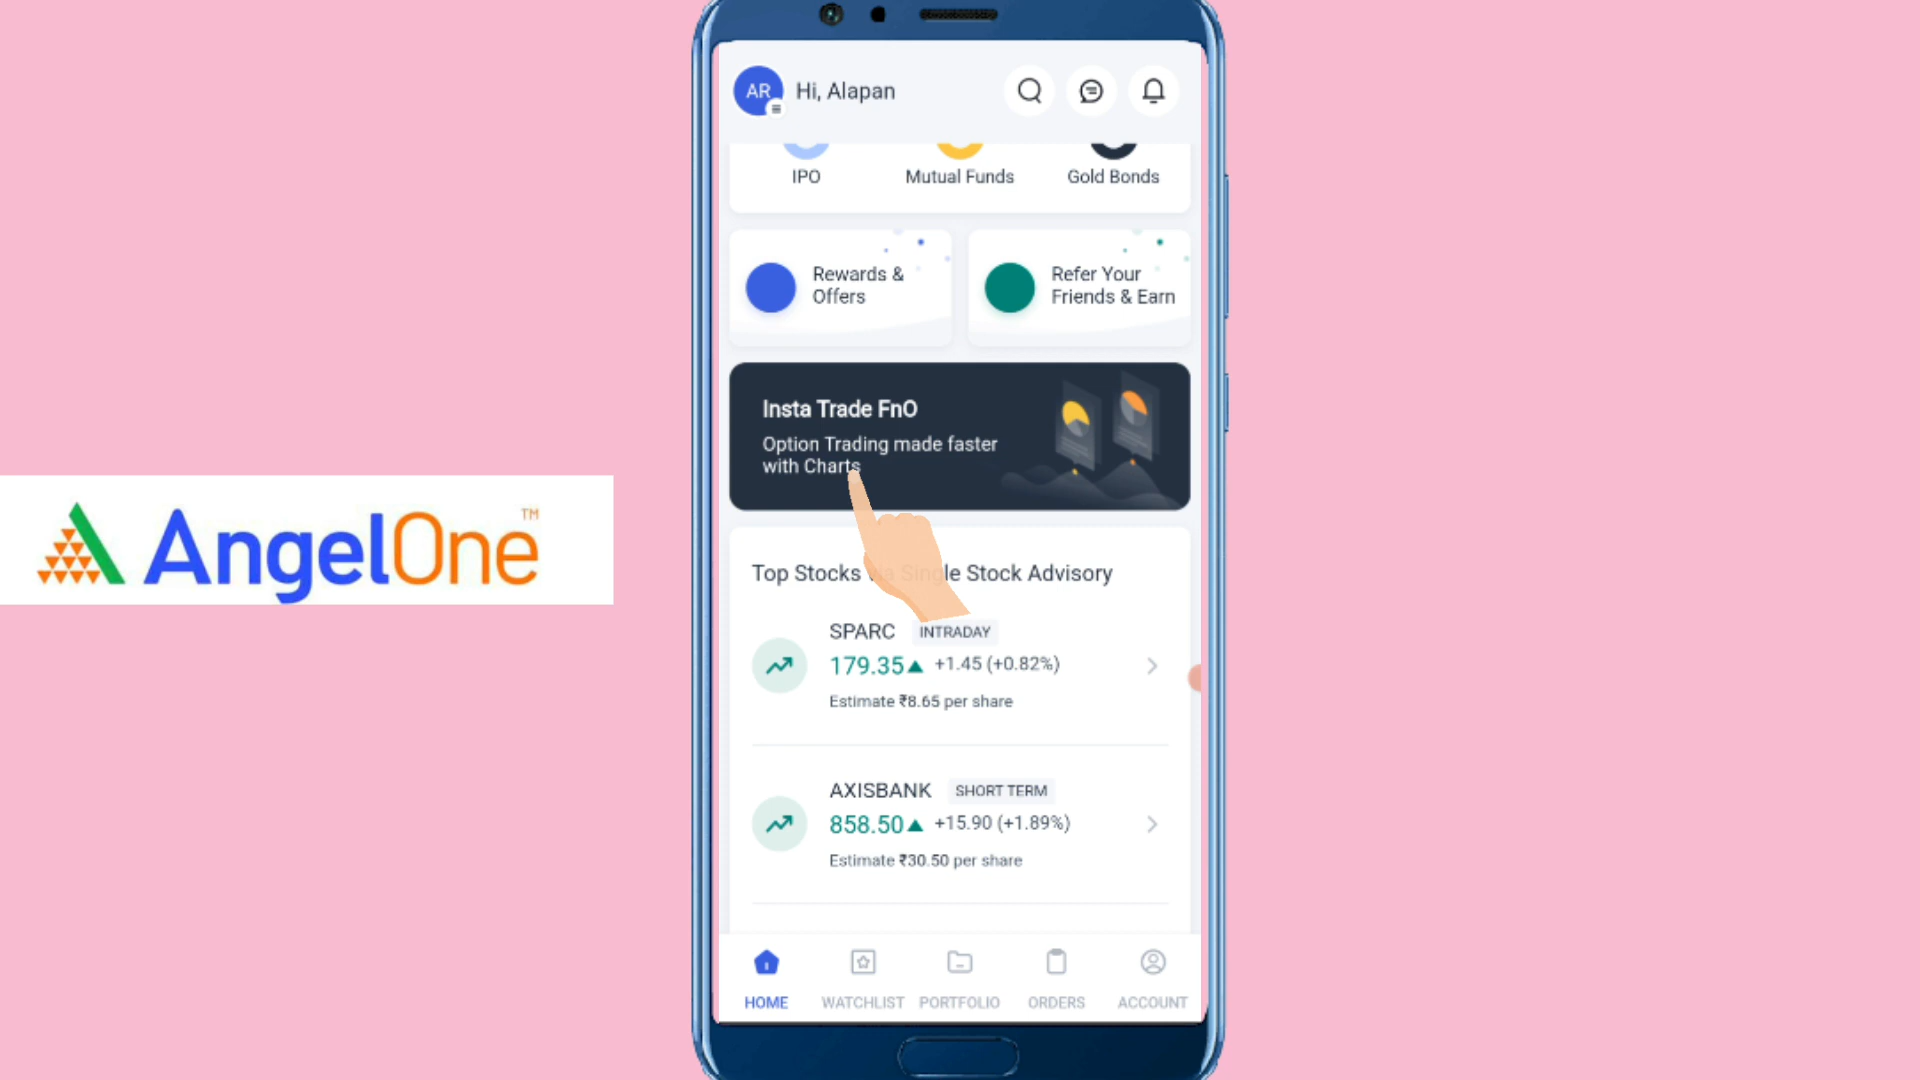 AngelOne™
AR
Hi, Alapan
IPO
Mutual Funds
Gold Bonds
Rewards &
Offers
Refer Your
Friends & Earn
Insta Trade FnO
Option Trading made faster
with Charts
Top Stocks via Single Stock Advisory
SPARC INTRADAY
179.35▲ +1.45 (+0.82%)
Estimate ₹8.65 per share
AXISBANK SHORT TERM
858.50▲ +15.90 (+1.89%)
Estimate ₹30.50 per share
HOME
WATCHLIST
PORTFOLIO
ORDERS
ACCOUNT